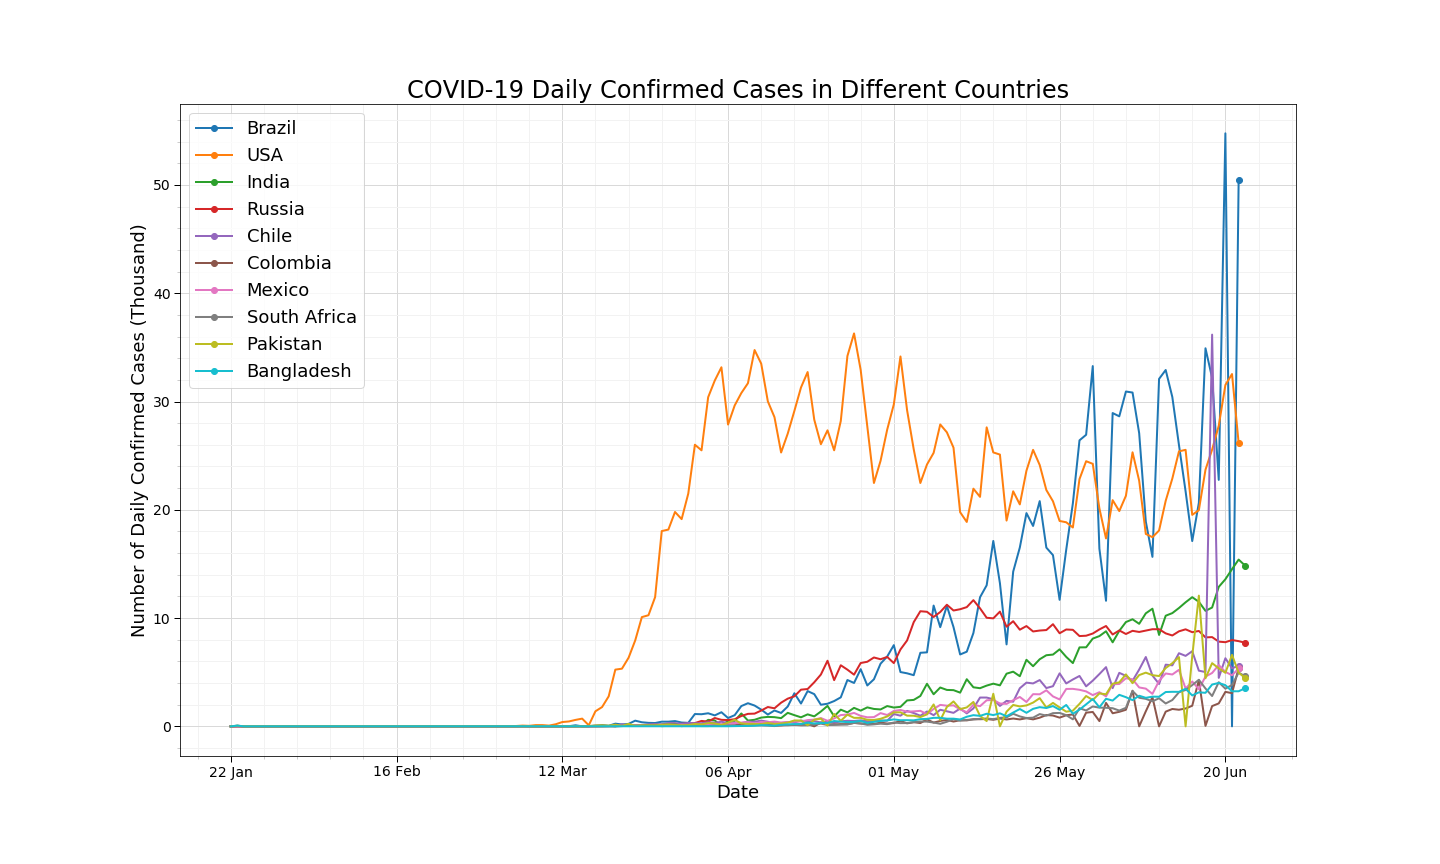 COVID-19 Daily Confirmed Cases in Different Countries
Brazil
USA
India
Russia
Chile
Colombia
Mexico
South Africa
Pakistan
Bangladesh
Number of Daily Confirmed Cases (Thousand)
50
40
30
20
10
0
22 Jan
16 Feb
12 Mar
06 Apr
01 May
26 May
20 Jun
Date